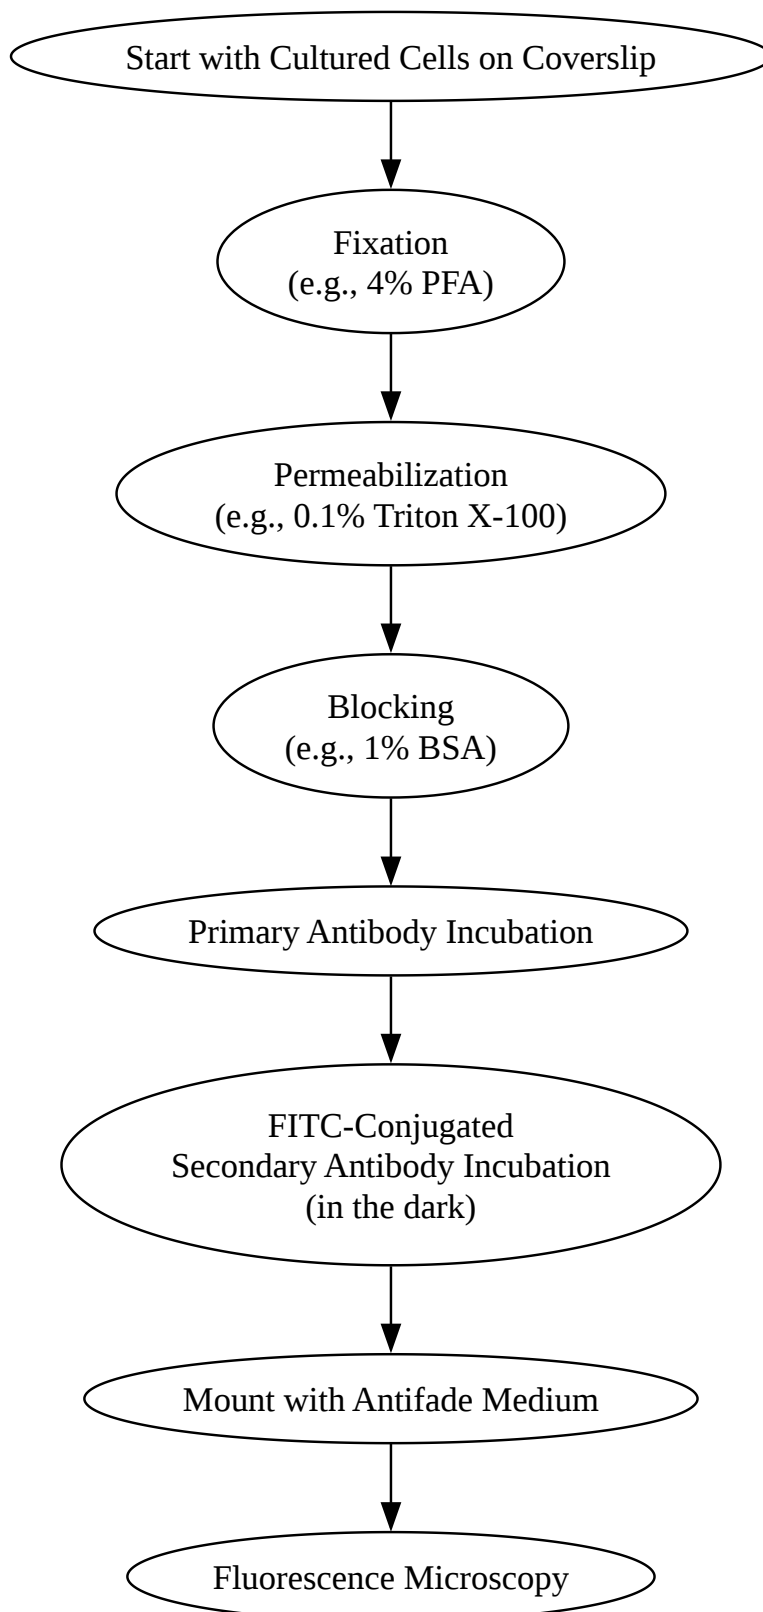 Start with Cultured Cells on Coverslip
Fixation
(e.g., 4% PFA)
Permeabilization
(e.g., 0.1% Triton X-100)
Blocking
(e.g., 1% BSA)
Primary Antibody Incubation
FITC-Conjugated
Secondary Antibody Incubation
(in the dark)
Mount with Antifade Medium
Fluorescence Microscopy